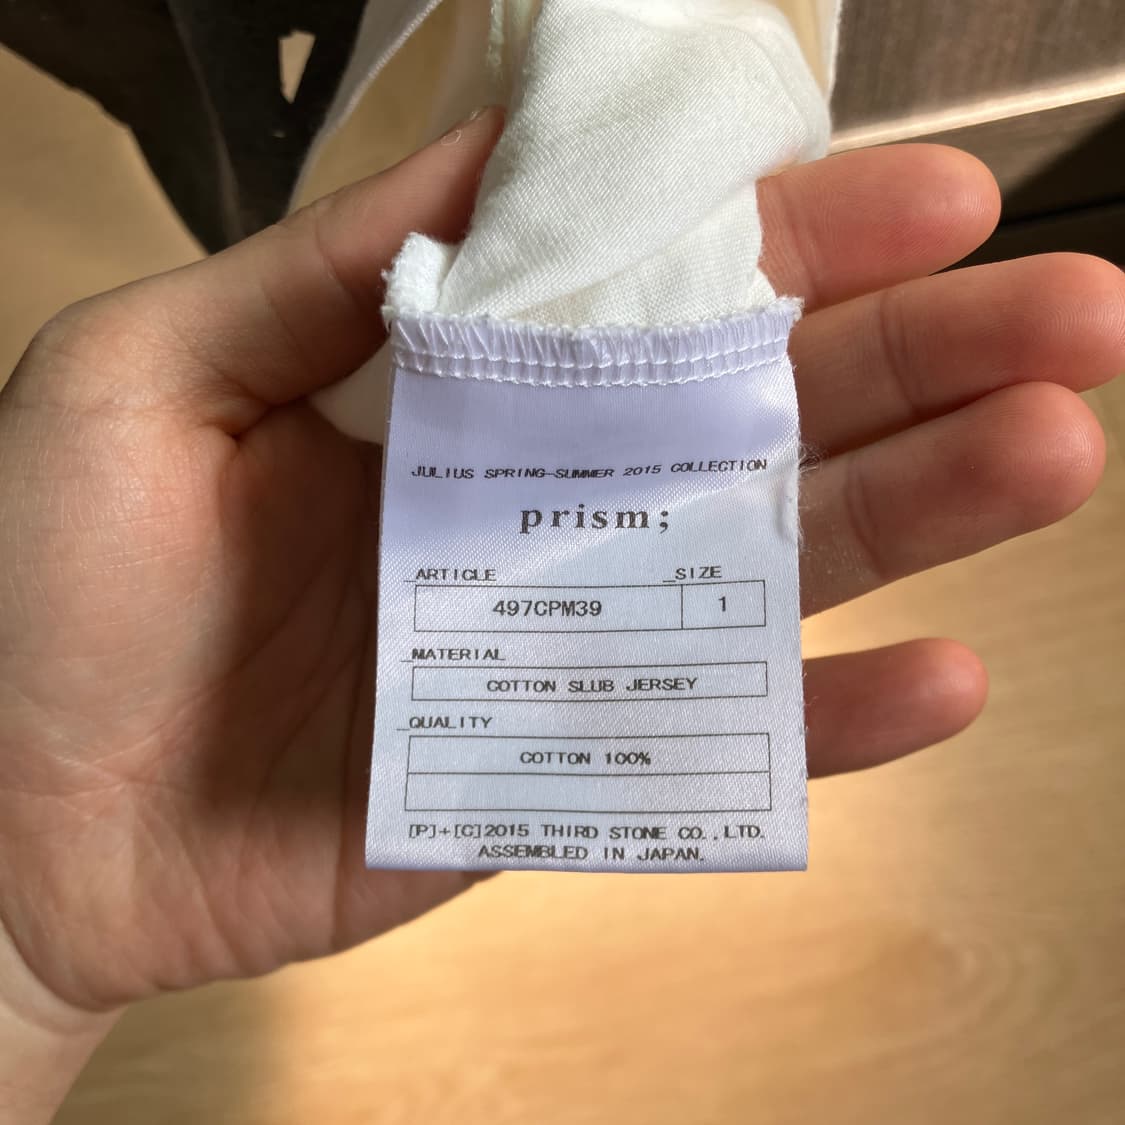 JULIUS SPRING-SUMMER 2015 COLLECTION
prism;
_ARTICLE _SIZE
497CPM39 1
_MATERIAL
COTTON SLUB JERSEY
_QUALITY
COTTON 100%
[P]+[C]2015 THIRD STONE CO.,LTD.
ASSEMBLED IN JAPAN.